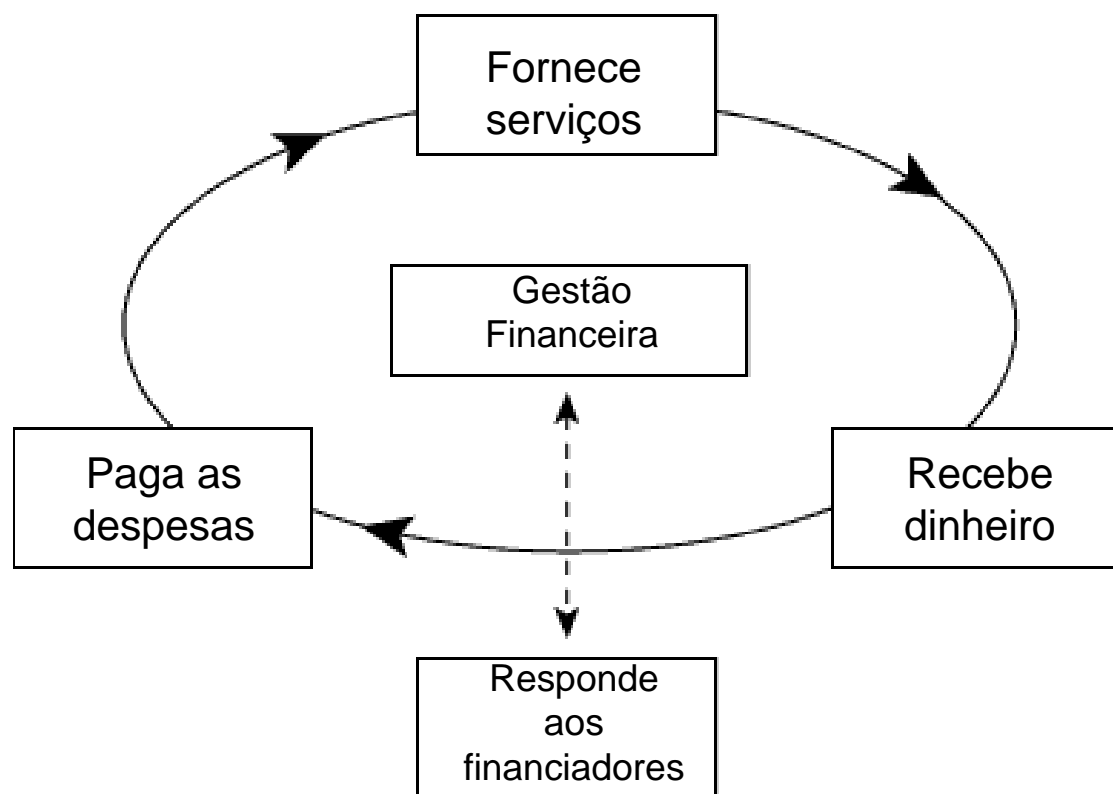 Fornece
serviços
Gestão
Financeira
Paga as
despesas
Recebe
dinheiro
Responde
aos
financiadores